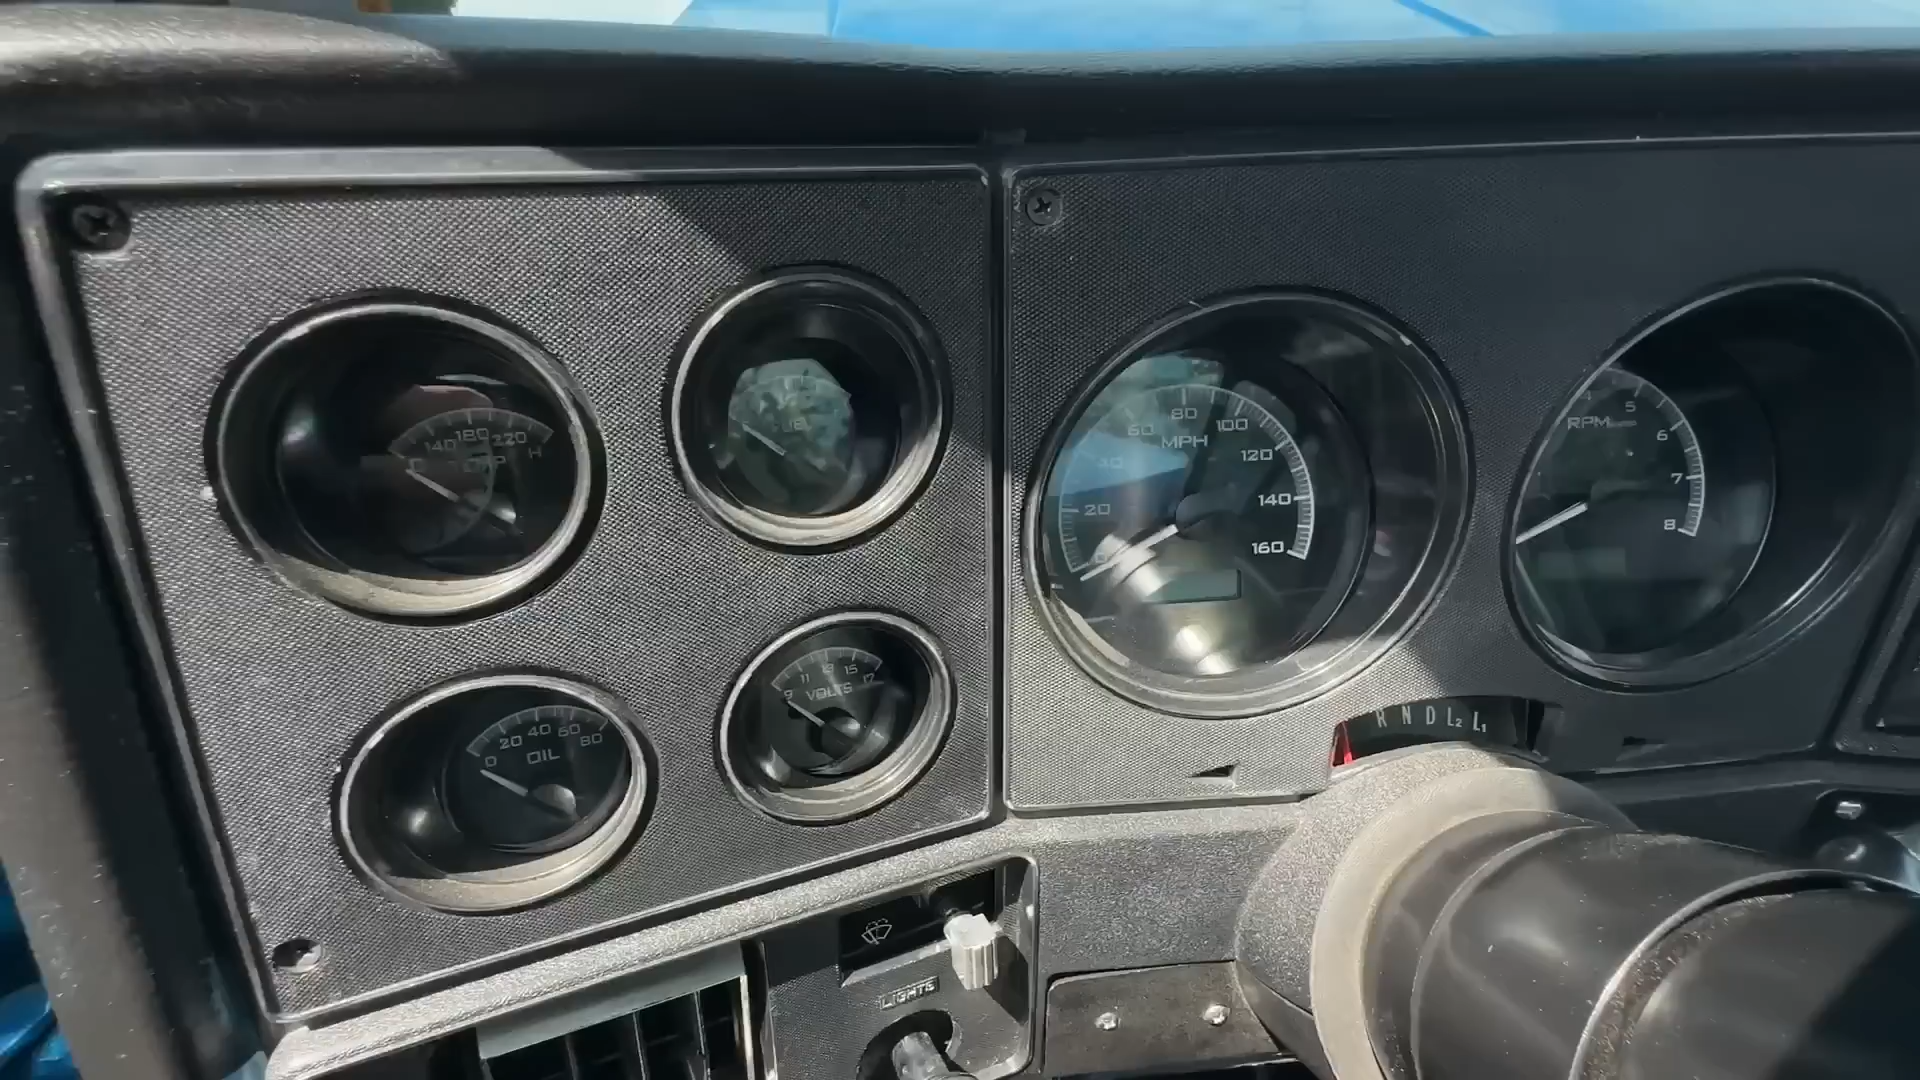 140 180 220
H
TEMP
FUEL
0 20 40 60 80
OIL
9 11 13 15 17
VOLTS
0 20 40 60 80 100 120 140 160
MPH
5 6 7 8
RPM
R N D L2 L1
LIGHTS